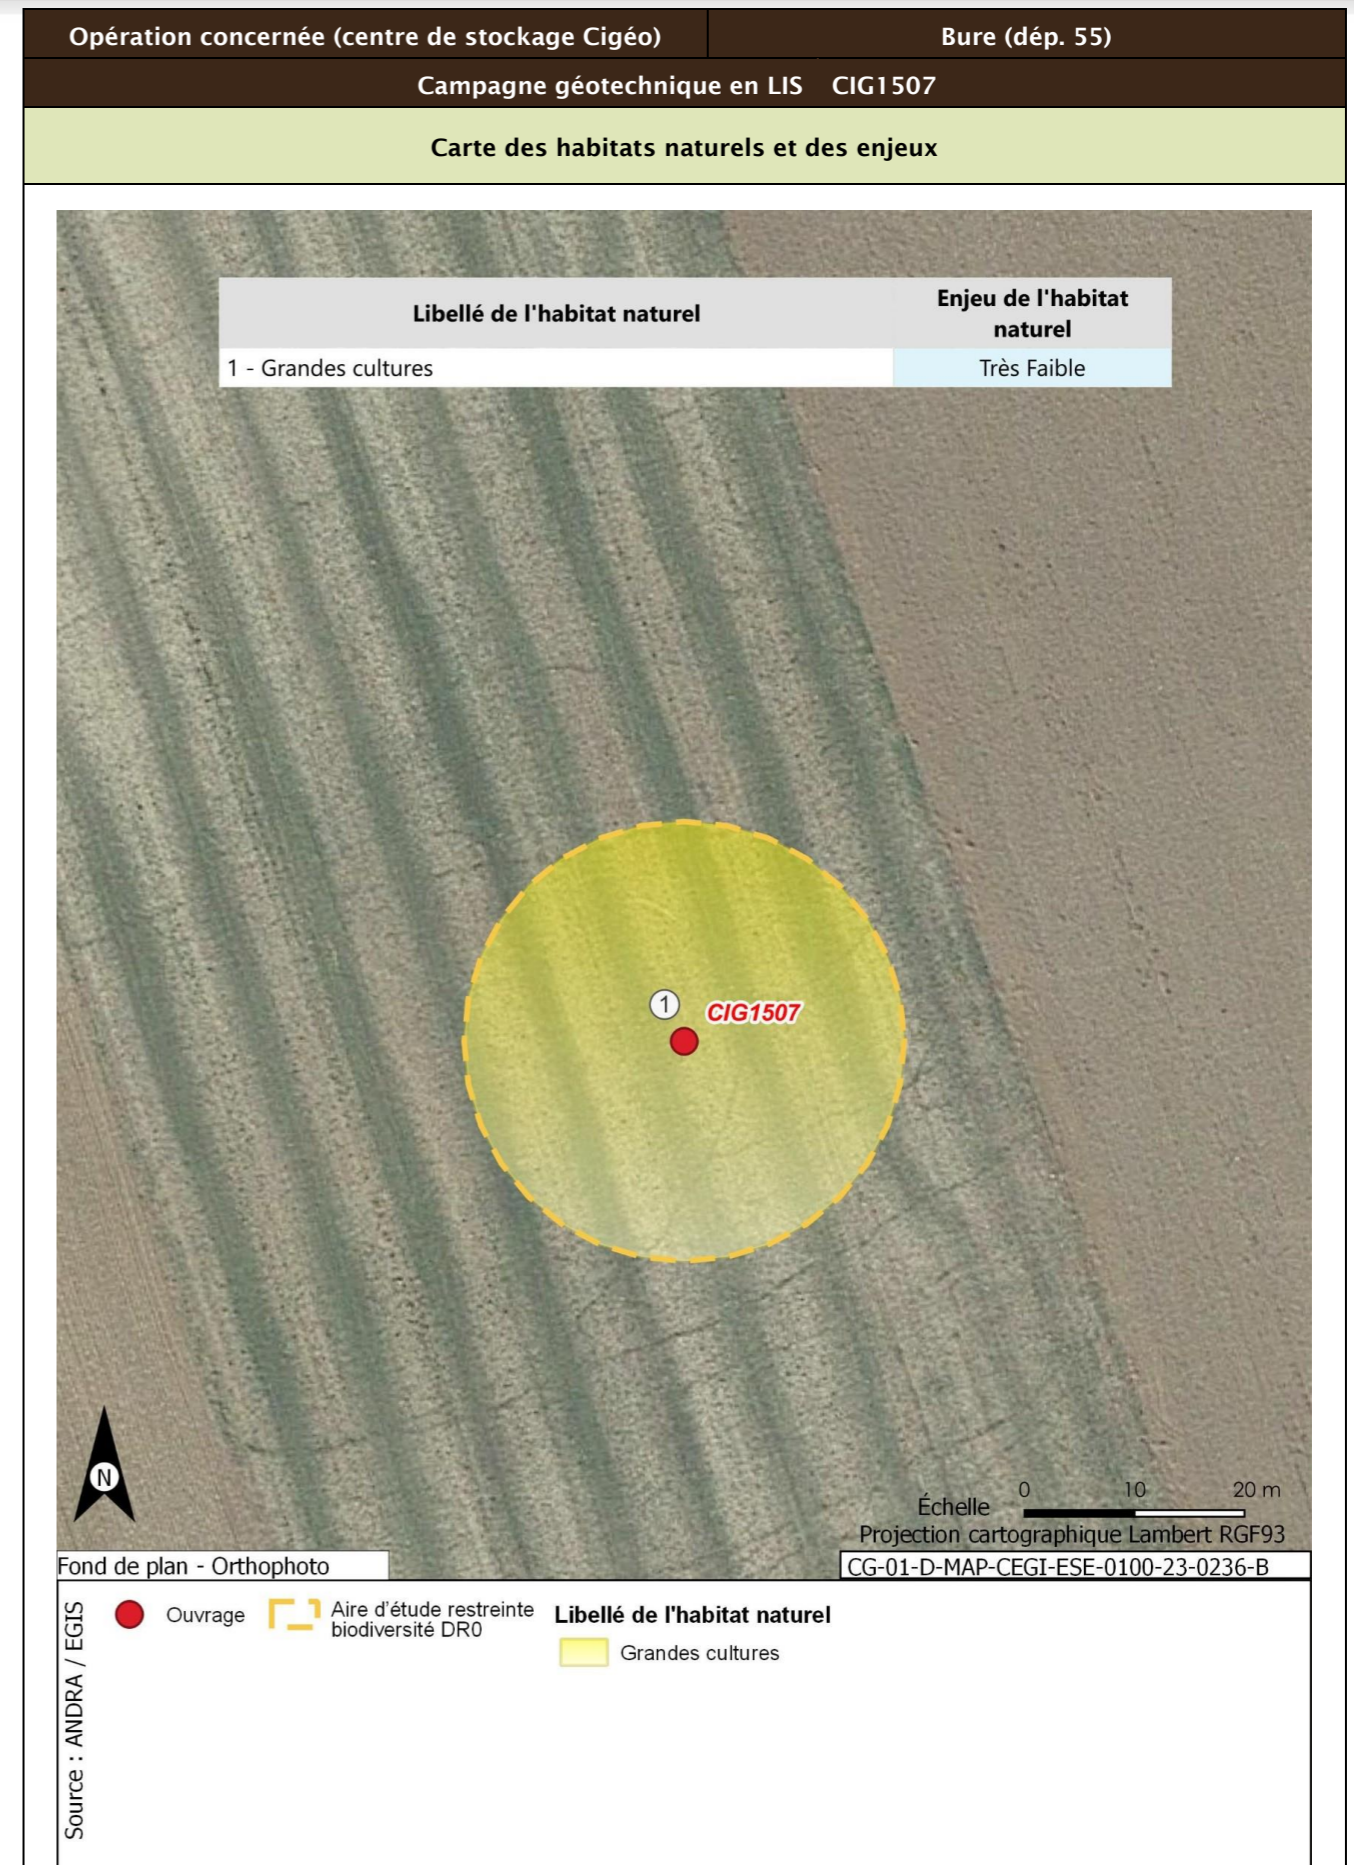 Opération concernée (centre de stockage Cigéo) Bure (dép. 55)
Campagne géotechnique en LIS CIG1507
Carte des habitats naturels et des enjeux
Libellé de l'habitat naturel Enjeu de l'habitat naturel
1 - Grandes cultures Très Faible
1 CIG1507
N
0 10 20 m
Échelle
Projection cartographique Lambert RGF93
Fond de plan - Orthophoto CG-01-D-MAP-CEGI-ESE-0100-23-0236-B
Source : ANDRA / EGIS
Ouvrage
Aire d'étude restreinte
biodiversité DR0
Libellé de l'habitat naturel
Grandes cultures